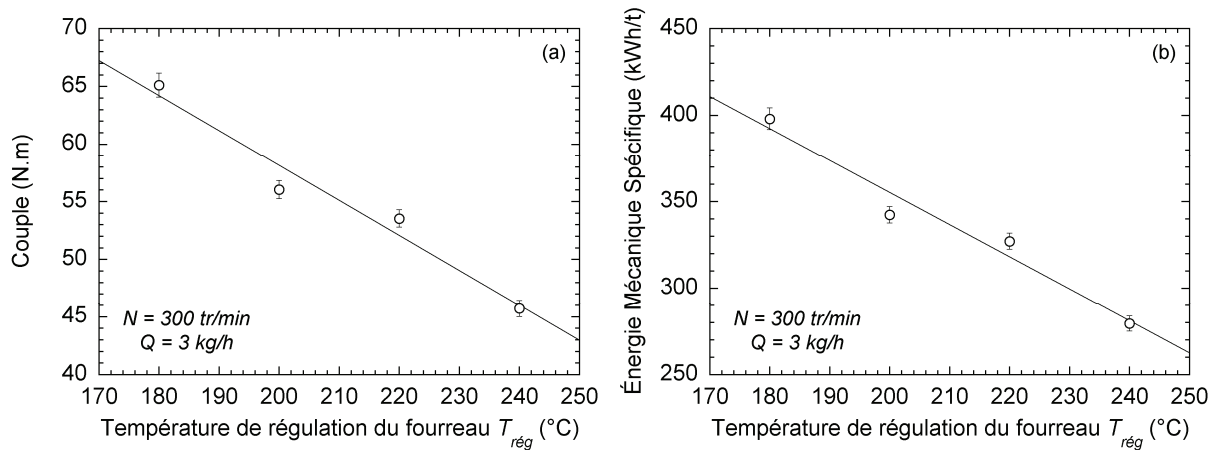 70
65
60
55
50
45
40
Couple (N.m)
(a)
N = 300 tr/min
Q = 3 kg/h
170 180 190 200 210 220 230 240 250
Température de régulation du fourreau Trég (°C)
450
400
350
300
250
Énergie Mécanique Spécifique (kWh/t)
(b)
N = 300 tr/min
Q = 3 kg/h
170 180 190 200 210 220 230 240 250
Température de régulation du fourreau Trég (°C)